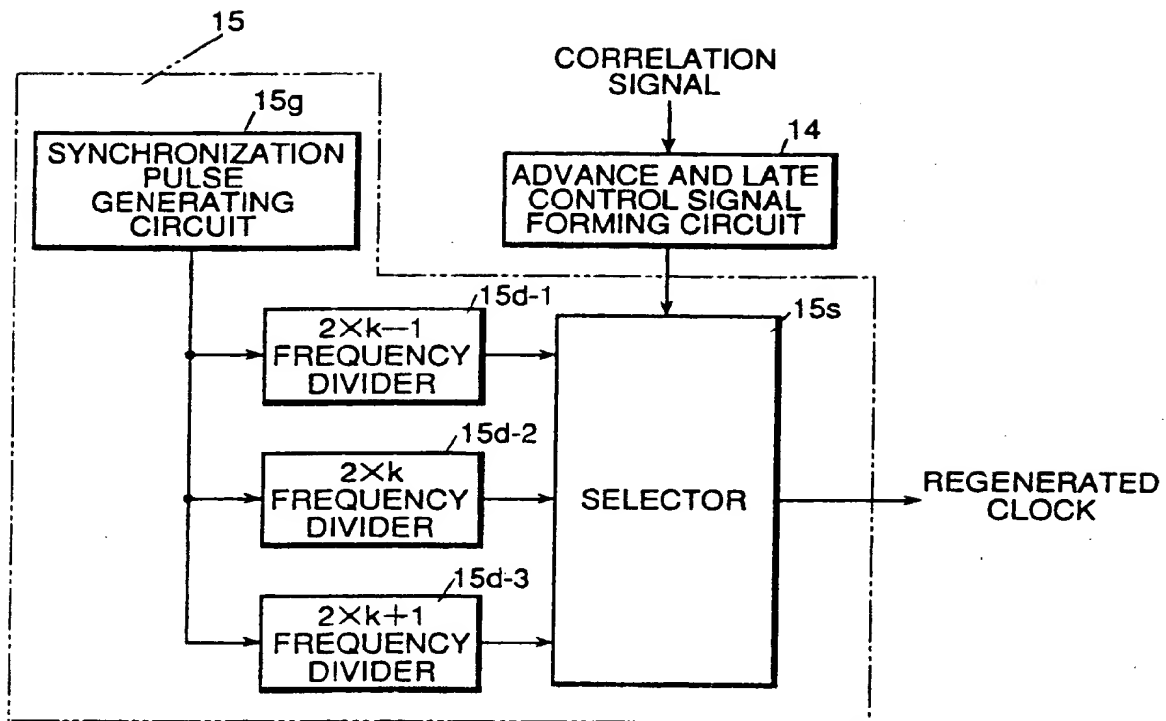 15
CORRELATION
SIGNAL
15g
SYNCHRONIZATION
PULSE
GENERATING
CIRCUIT
14
ADVANCE AND LATE
CONTROL SIGNAL
FORMING CIRCUIT
15d-1
2×k−1
FREQUENCY
DIVIDER
15s
15d-2
2×k
FREQUENCY
DIVIDER
SELECTOR
REGENERATED
CLOCK
15d-3
2×k+1
FREQUENCY
DIVIDER